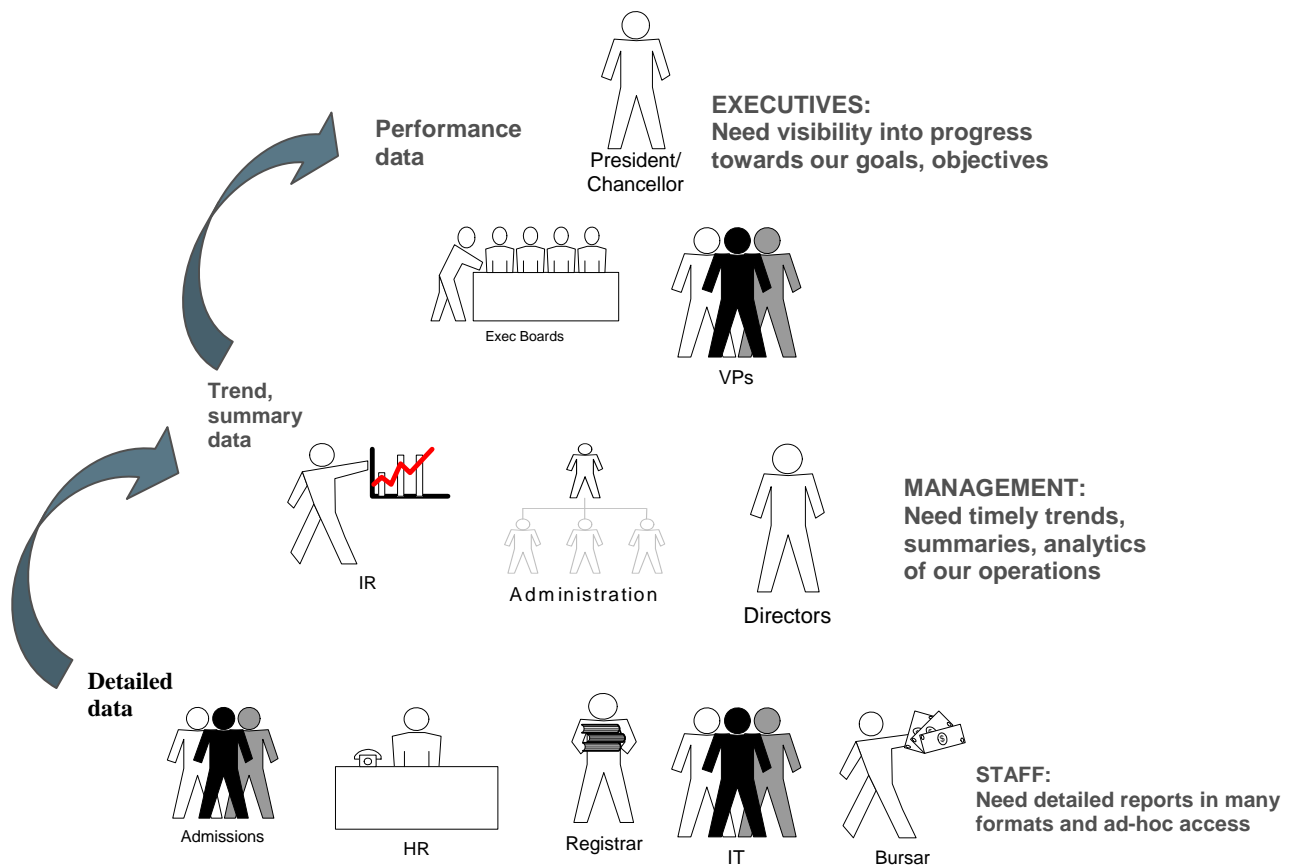 Performance
data
President/
Chancellor
EXECUTIVES:
Need visibility into progress
towards our goals, objectives
Exec Boards
VPs
Trend,
summary
data
IR
Administration
Directors
MANAGEMENT:
Need timely trends,
summaries, analytics
of our operations
Detailed
data
Admissions
HR
Registrar
IT
Bursar
$
STAFF:
Need detailed reports in many
formats and ad-hoc access